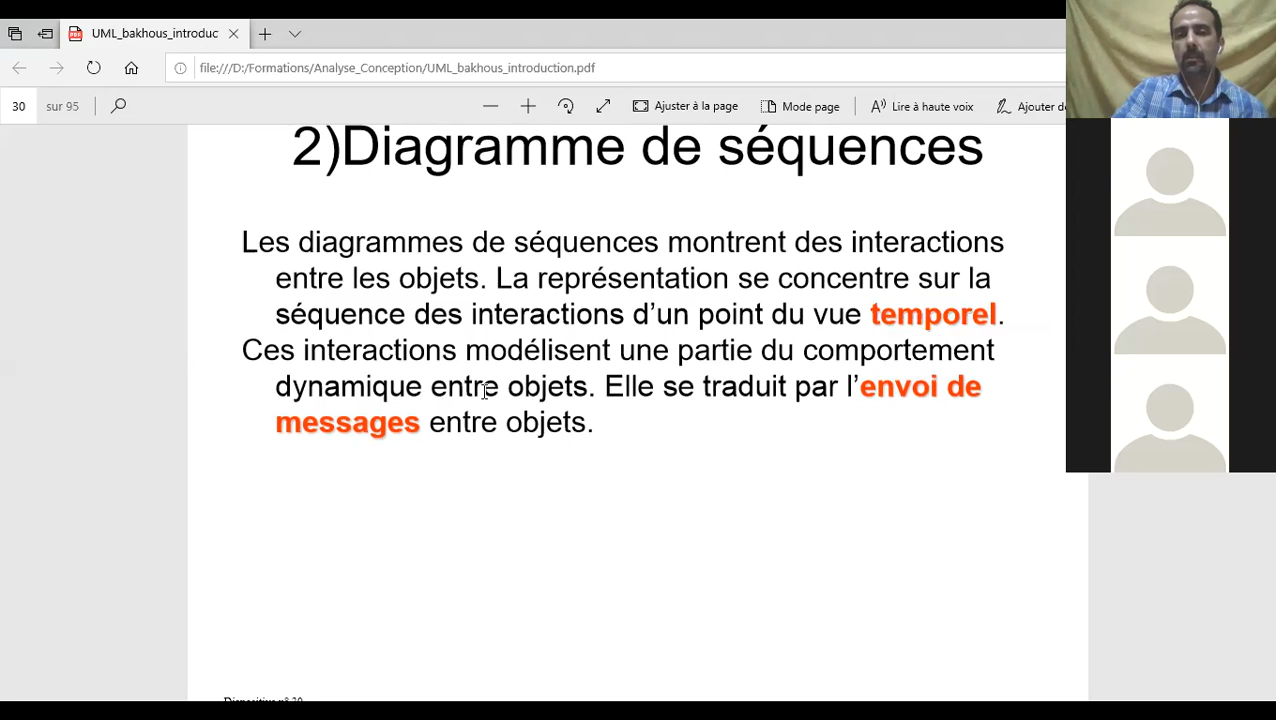 UML_bakhous_introduc
file:///D:/Formations/Analyse_Conception/UML_bakhous_introduction.pdf
30 sur 95 Ajuster à la page Mode page Lire à haute voix Ajouter de
2)Diagramme de séquences
Les diagrammes de séquences montrent des interactions
entre les objets. La représentation se concentre sur la
séquence des interactions d’un point du vue temporel.
Ces interactions modélisent une partie du comportement
dynamique entre objets. Elle se traduit par l’envoi de
messages entre objets.